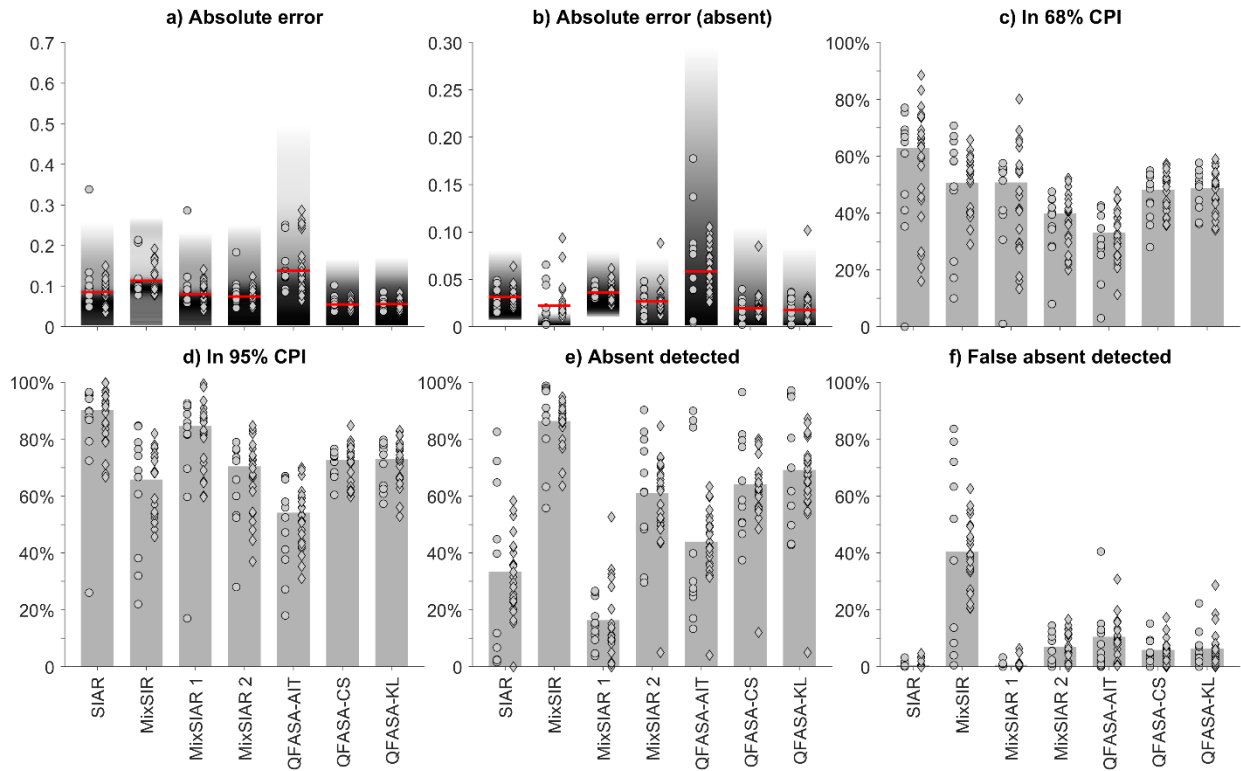 a) Absolute error
0.7
0.6
0.5
0.4
0.3
0.2
0.1
0
b) Absolute error (absent)
0.30
0.25
0.20
0.15
0.10
0.05
0
c) In 68% CPI
100%
80%
60%
40%
20%
0
d) In 95% CPI
100%
80%
60%
40%
20%
0
SIAR
MixSIR
MixSIAR 1
MixSIAR 2
QFASA-AIT
QFASA-CS
QFASA-KL
e) Absent detected
100%
80%
60%
40%
20%
0
SIAR
MixSIR
MixSIAR 1
MixSIAR 2
QFASA-AIT
QFASA-CS
QFASA-KL
f) False absent detected
100%
80%
60%
40%
20%
0
SIAR
MixSIR
MixSIAR 1
MixSIAR 2
QFASA-AIT
QFASA-CS
QFASA-KL